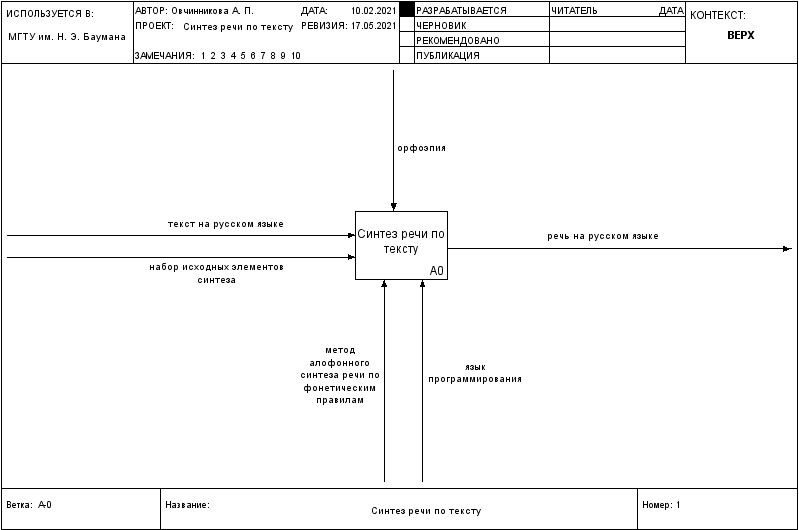 ИСПОЛЬЗУЕТСЯ В:
МГТУ им. Н. Э. Баумана
АВТОР: Овчинникова А. П.
ДАТА: 10.02.2021
ПРОЕКТ: Синтез речи по тексту
РЕВИЗИЯ: 17.05.2021
ЗАМЕЧАНИЯ: 1 2 3 4 5 6 7 8 9 10
РАЗРАБАТЫВАЕТСЯ
ЧЕРНОВИК
РЕКОМЕНДОВАНО
ПУБЛИКАЦИЯ
ЧИТАТЕЛЬ
ДАТА
КОНТЕКСТ:
ВЕРХ
орфоэпия
текст на русском языке
набор исходных элементов
синтеза
Синтез речи по
тексту
A0
речь на русском языке
метод
алофонного
синтеза речи по
фонетическим
правилам
язык
программирования
Ветка: A-0
Название:
Синтез речи по тексту
Номер: 1